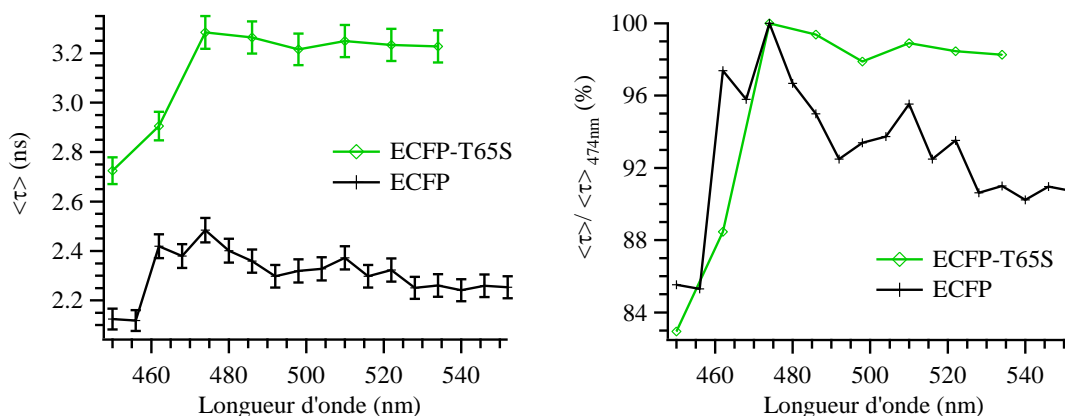 3.2
3.0
2.8
2.6
2.4
2.2
<τ> (ns)
ECFP-T65S
ECFP
460 480 500 520 540
Longueur d'onde (nm)
100
96
92
88
84
<τ>/ <τ> 474nm (%)
ECFP-T65S
ECFP
460 480 500 520 540
Longueur d'onde (nm)